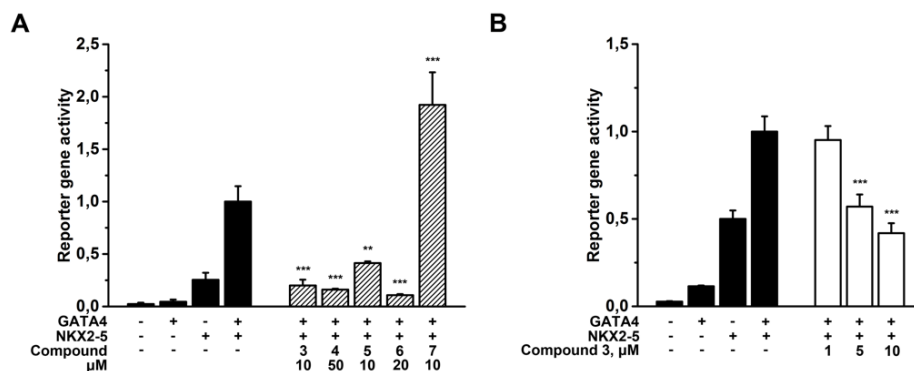 A
Reporter gene activity
2,5
2,0
1,5
1,0
0,5
0,0
***
***
**
***
***
GATA4 - + - + + + + + +
NKX2-5 - - + + + + + + +
Compound - - - - 3 4 5 6 7
µM 10 50 10 20 10
B
Reporter gene activity
1,5
1,0
0,5
0,0
***
***
GATA4 - + - + + + +
NKX2-5 - - + + + + +
Compound 3, µM - - - - 1 5 10